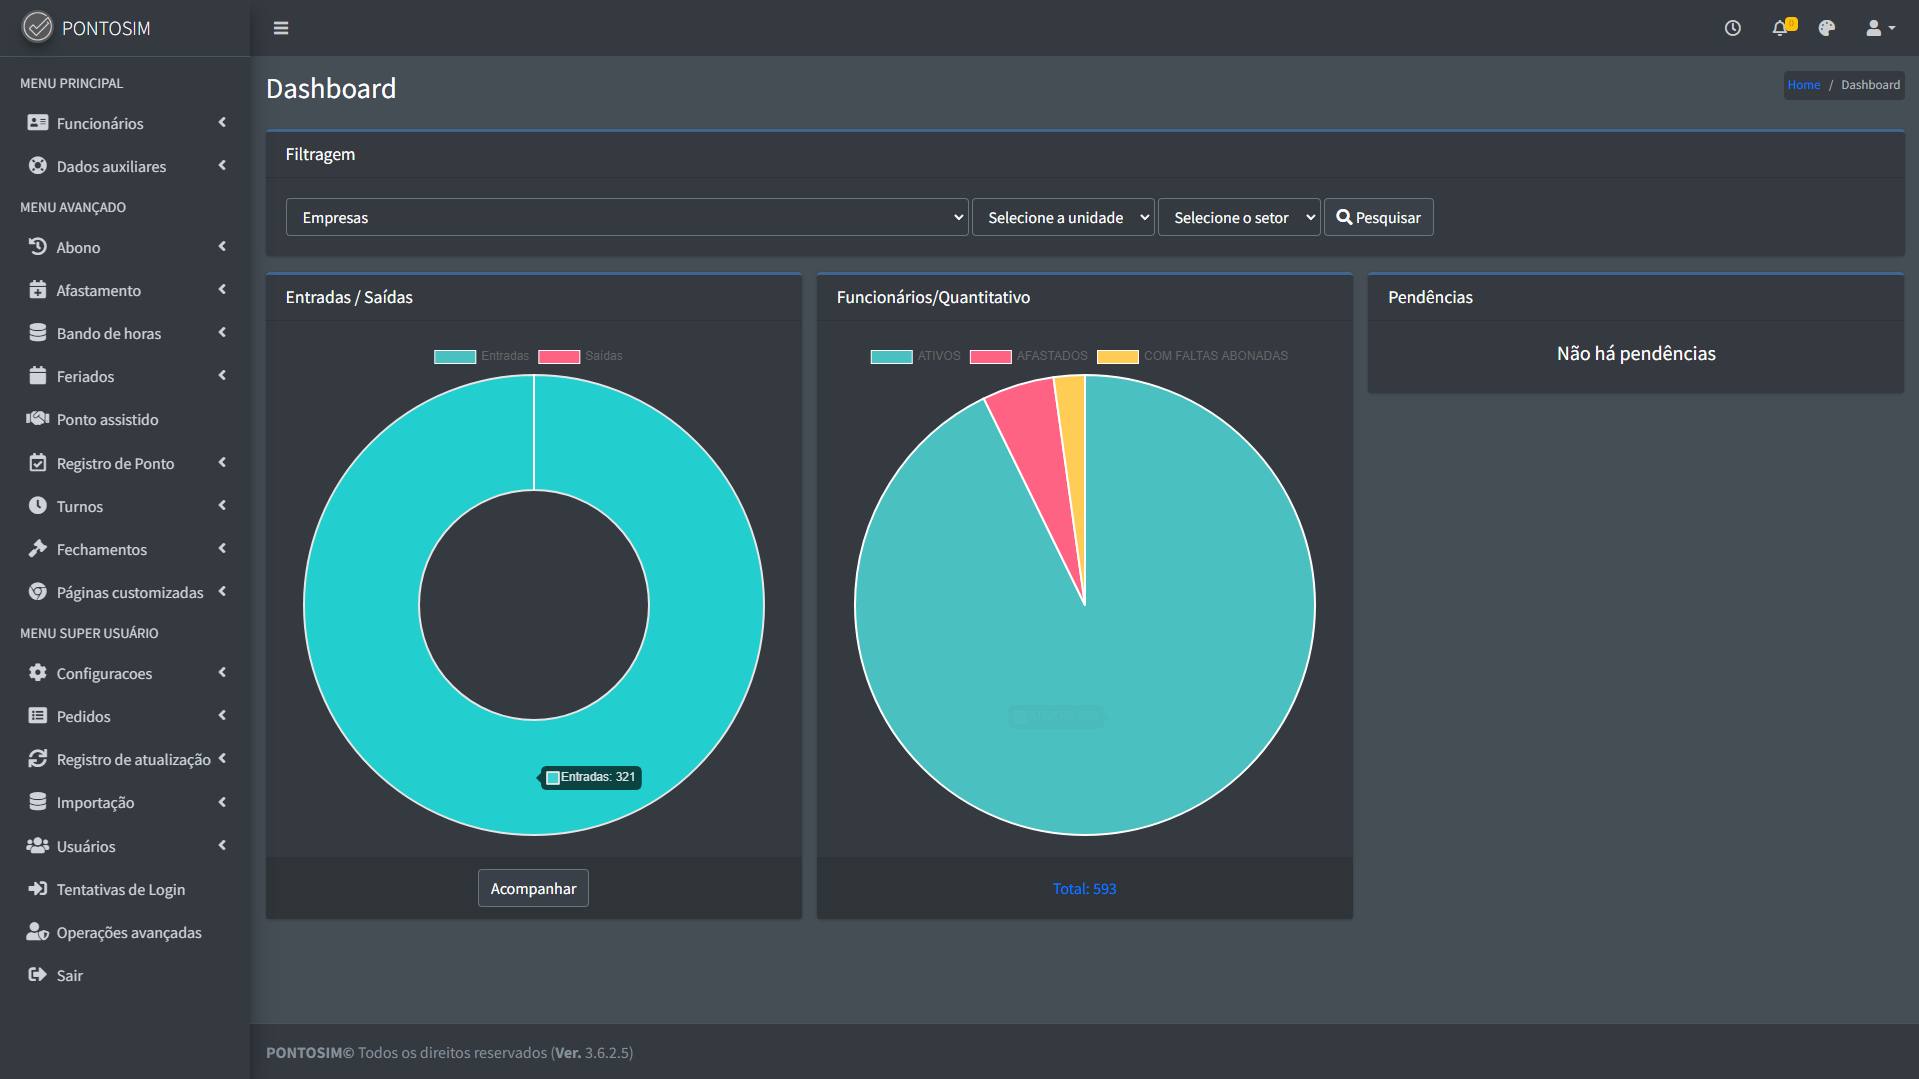 PONTOSIM
MENU PRINCIPAL
Funcionários
Dados auxiliares
MENU AVANÇADO
Abono
Afastamento
Bando de horas
Feriados
Ponto assistido
Registro de Ponto
Turnos
Fechamentos
Páginas customizadas
MENU SUPER USUÁRIO
Configuracoes
Pedidos
Registro de atualização
Importação
Usuários
Tentativas de Login
Operações avançadas
Sair
Dashboard
Home / Dashboard
Filtragem
Empresas
Selecione a unidade
Selecione o setor
Pesquisar
Entradas / Saídas
Entradas
Saídas
Entradas: 321
Acompanhar
Funcionários/Quantitativo
ATIVOS
AFASTADOS
COM FALTAS ABONADAS
Total: 593
Pendências
Não há pendências
PONTOSIM© Todos os direitos reservados (Ver. 3.6.2.5)